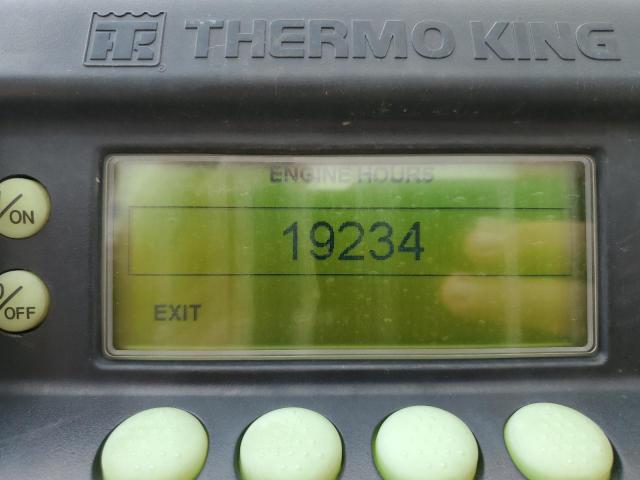 THERMO KING
ENGINE HOURS
/ON
19234
/OFF
EXIT